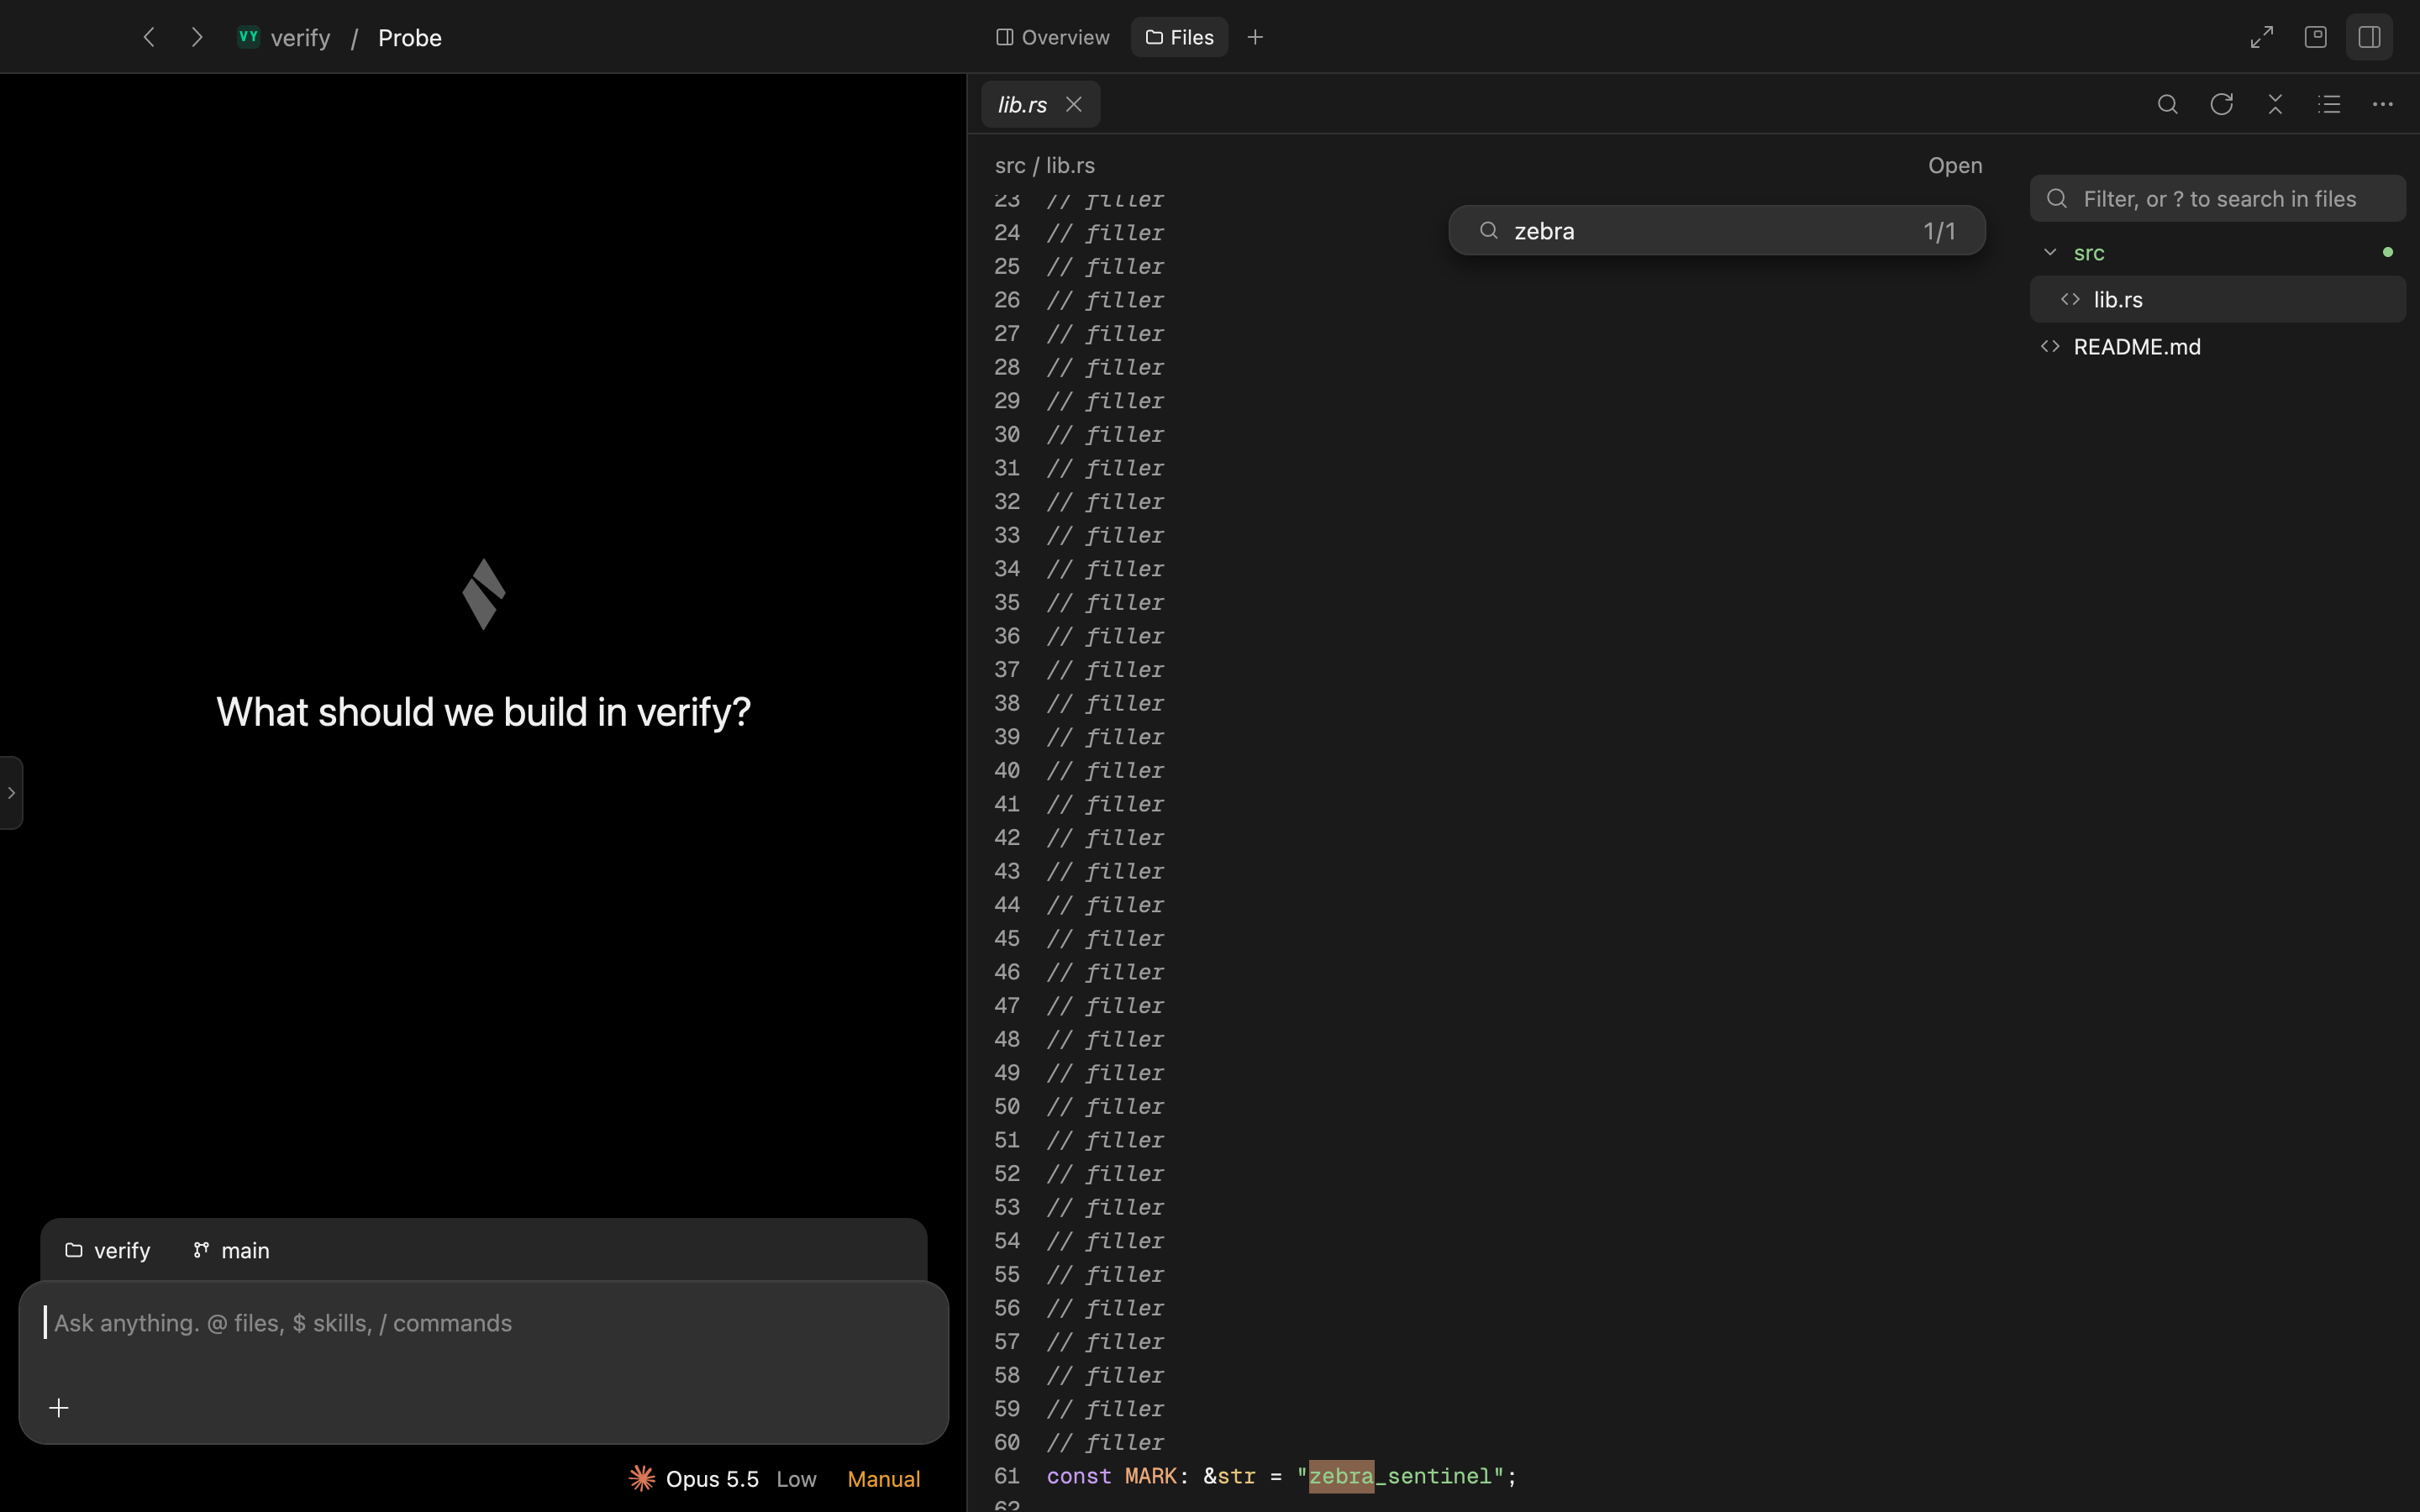 VY verify / Probe
Overview Files
lib.rs
src / lib.rs Open
zebra 1/1
Filter, or ? to search in files
src
lib.rs
README.md
23 // filler
24 // filler
25 // filler
26 // filler
27 // filler
28 // filler
29 // filler
30 // filler
31 // filler
32 // filler
33 // filler
34 // filler
35 // filler
36 // filler
37 // filler
38 // filler
39 // filler
40 // filler
41 // filler
42 // filler
43 // filler
44 // filler
45 // filler
46 // filler
47 // filler
48 // filler
49 // filler
50 // filler
51 // filler
52 // filler
53 // filler
54 // filler
55 // filler
56 // filler
57 // filler
58 // filler
59 // filler
60 // filler
61 const MARK: &str = "zebra_sentinel";
62
What should we build in verify?
verify main
Ask anything. @ files, $ skills, / commands
Opus 5.5 Low Manual